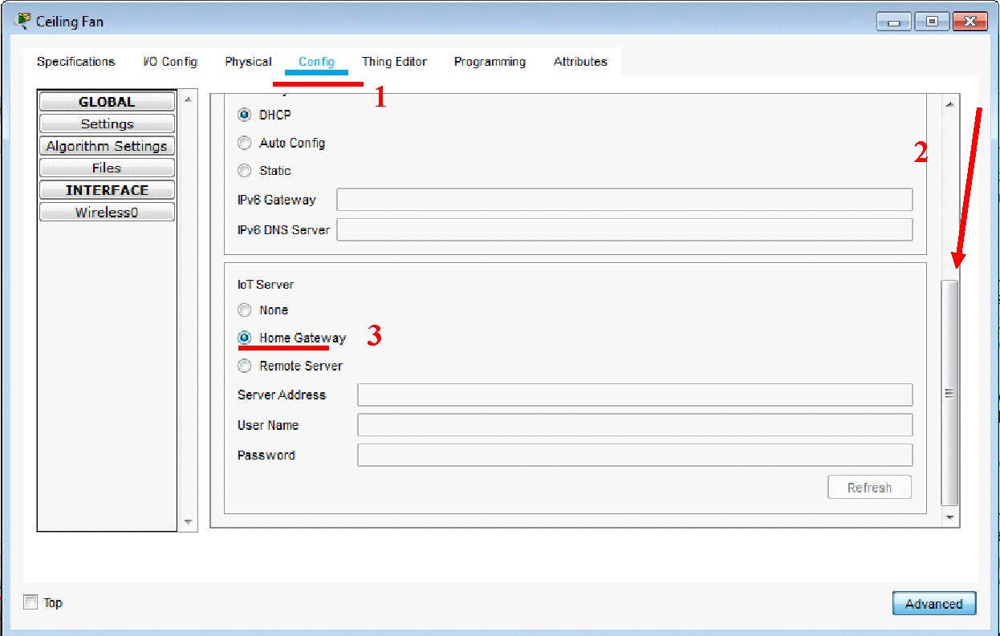 Ceiling Fan
Specifications I/O Config Physical Config Thing Editor Programming Attributes
1
GLOBAL
Settings
Algorithm Settings
Files
INTERFACE
Wireless0
DHCP
Auto Config
2
Static
IPv6 Gateway
IPv6 DNS Server
IoT Server
None
Home Gateway
3
Remote Server
Server Address
User Name
Password
Refresh
Top
Advanced